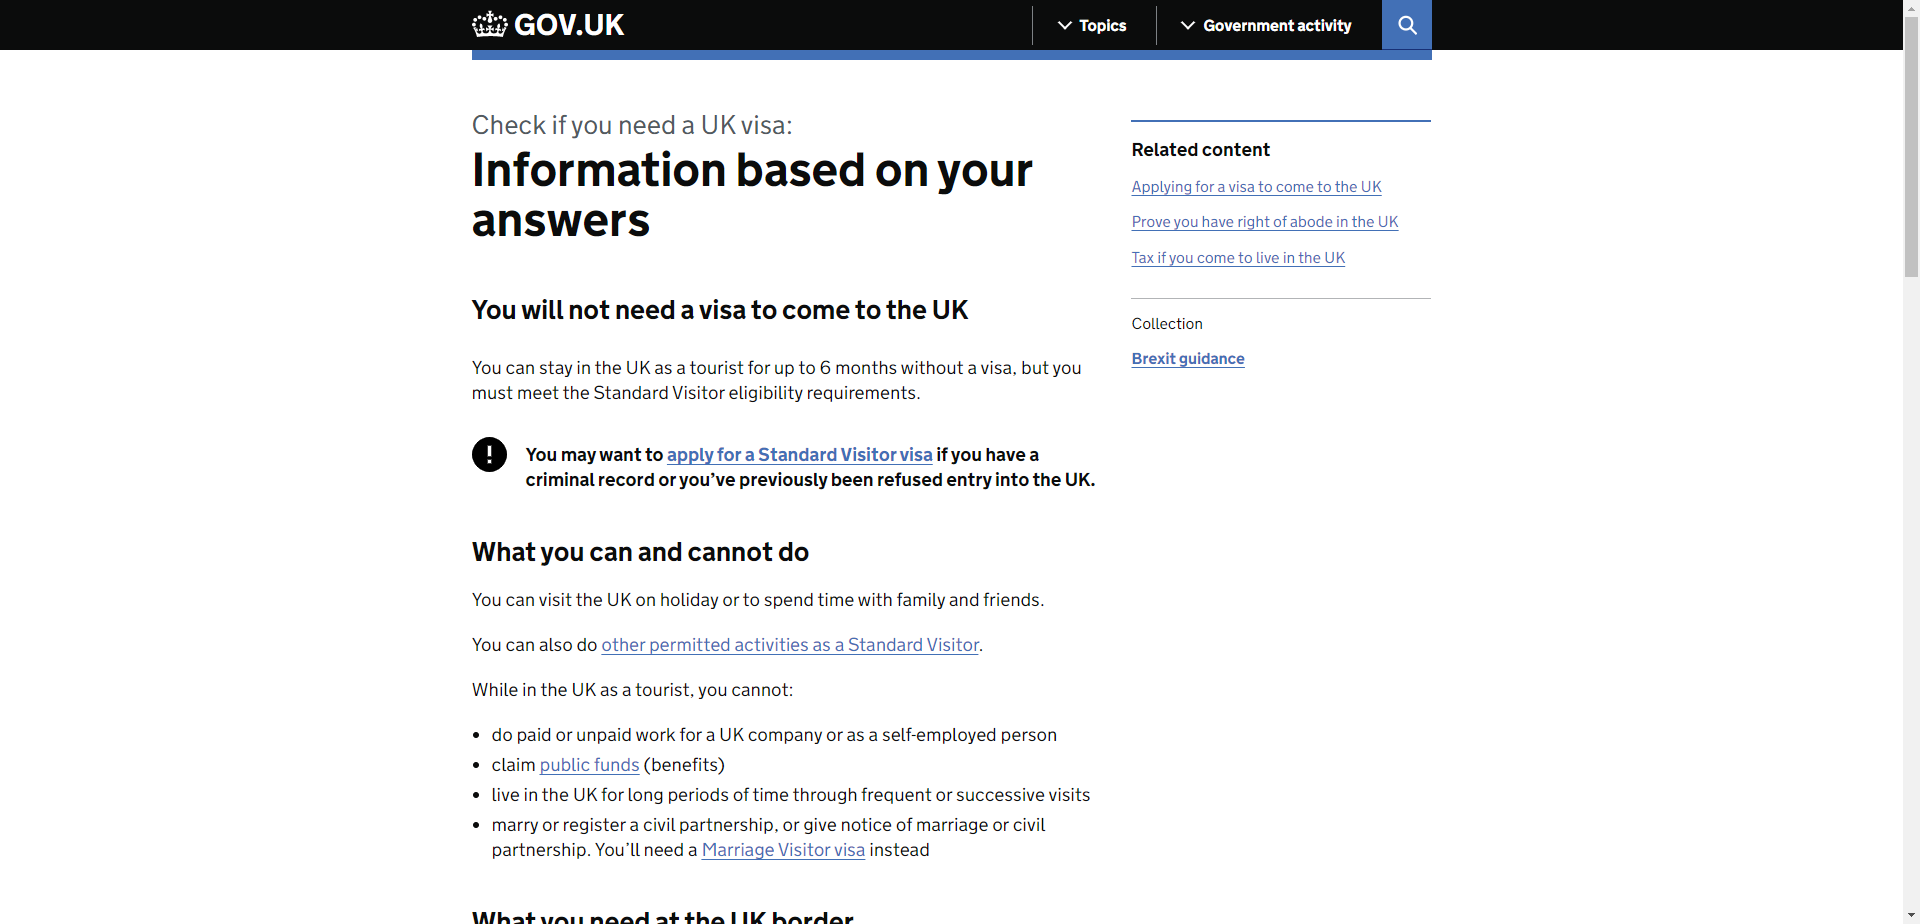 GOV.UK
Topics
Government activity
Check if you need a UK visa:
Information based on your
answers
You will not need a visa to come to the UK
You can stay in the UK as a tourist for up to 6 months without a visa, but you
must meet the Standard Visitor eligibility requirements.
You may want to apply for a Standard Visitor visa if you have a
criminal record or you’ve previously been refused entry into the UK.
What you can and cannot do
You can visit the UK on holiday or to spend time with family and friends.
You can also do other permitted activities as a Standard Visitor.
While in the UK as a tourist, you cannot:
• do paid or unpaid work for a UK company or as a self-employed person
• claim public funds (benefits)
• live in the UK for long periods of time through frequent or successive visits
• marry or register a civil partnership, or give notice of marriage or civil
partnership. You’ll need a Marriage Visitor visa instead
What you need at the UK border
Related content
Applying for a visa to come to the UK
Prove you have right of abode in the UK
Tax if you come to live in the UK
Collection
Brexit guidance